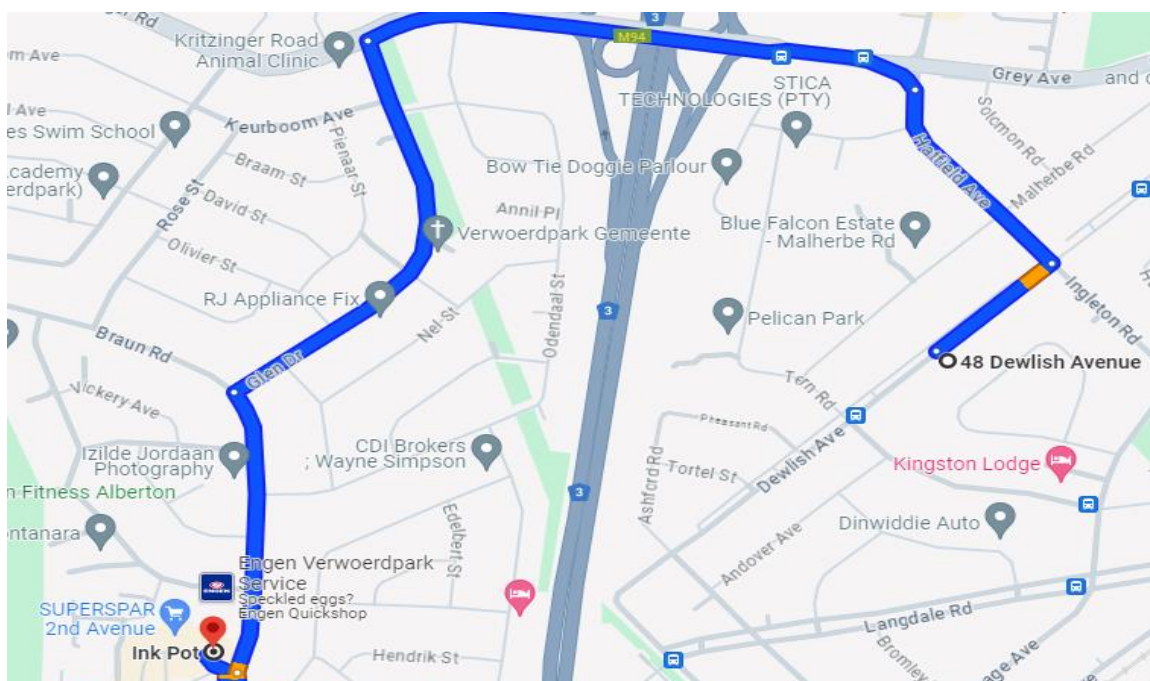 er Rd
Kritzinger Road
Animal Clinic
3
M94
Grey Ave
and
om Ave
STICA
TECHNOLOGIES (PTY)
Solomon Rd
l Ave
Keurboom Ave
es Swim School
Pienaar St
Braam St
Academy
erdpark)
Bow Tie Doggie Parlour
Hatfield Ave
Malherbe Rd
David St
Rose St
Annil Pl
Verwoerdpark Gemeente
Blue Falcon Estate
- Malherbe Rd
Olivier St
RJ Appliance Fix
3
Odendaal St
Ingleton Rd
Nel St
Pelican Park
Braun Rd
Glen Dr
48 Dewlish Avenue
Vickery Ave
Tern Rd
Pheasant Rd
Izilde Jordaan
Photography
CDI Brokers
; Wayne Simpson
Ashford Rd
Tortel St
Dewlish Ave
Kingston Lodge
n Fitness Alberton
3
Edelbert St
Andover Ave
Dinwiddie Auto
ontanara
Engen Verwoerdpark
Service
Speckled eggs?
Engen Quickshop
ENGEN
SUPERSPAR
2nd Avenue
Langdale Rd
Ink Pot
Hendrik St
Bromley
age Ave